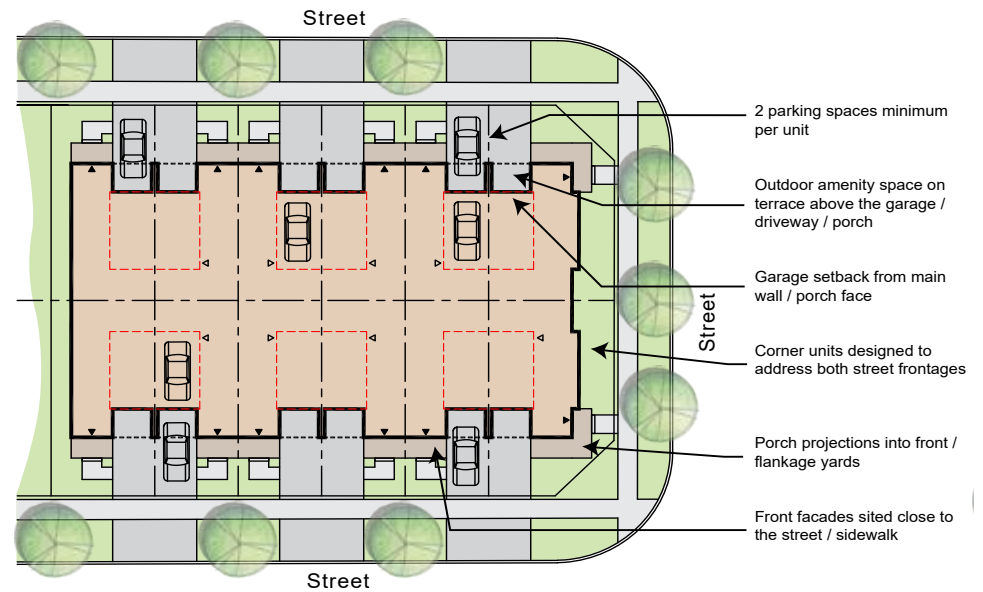 Street
2 parking spaces minimum
per unit
Outdoor amenity space on
terrace above the garage /
driveway / porch
Garage setback from main
wall / porch face
Street
Corner units designed to
address both street frontages
Porch projections into front /
flankage yards
Front facades sited close to
the street / sidewalk
Street